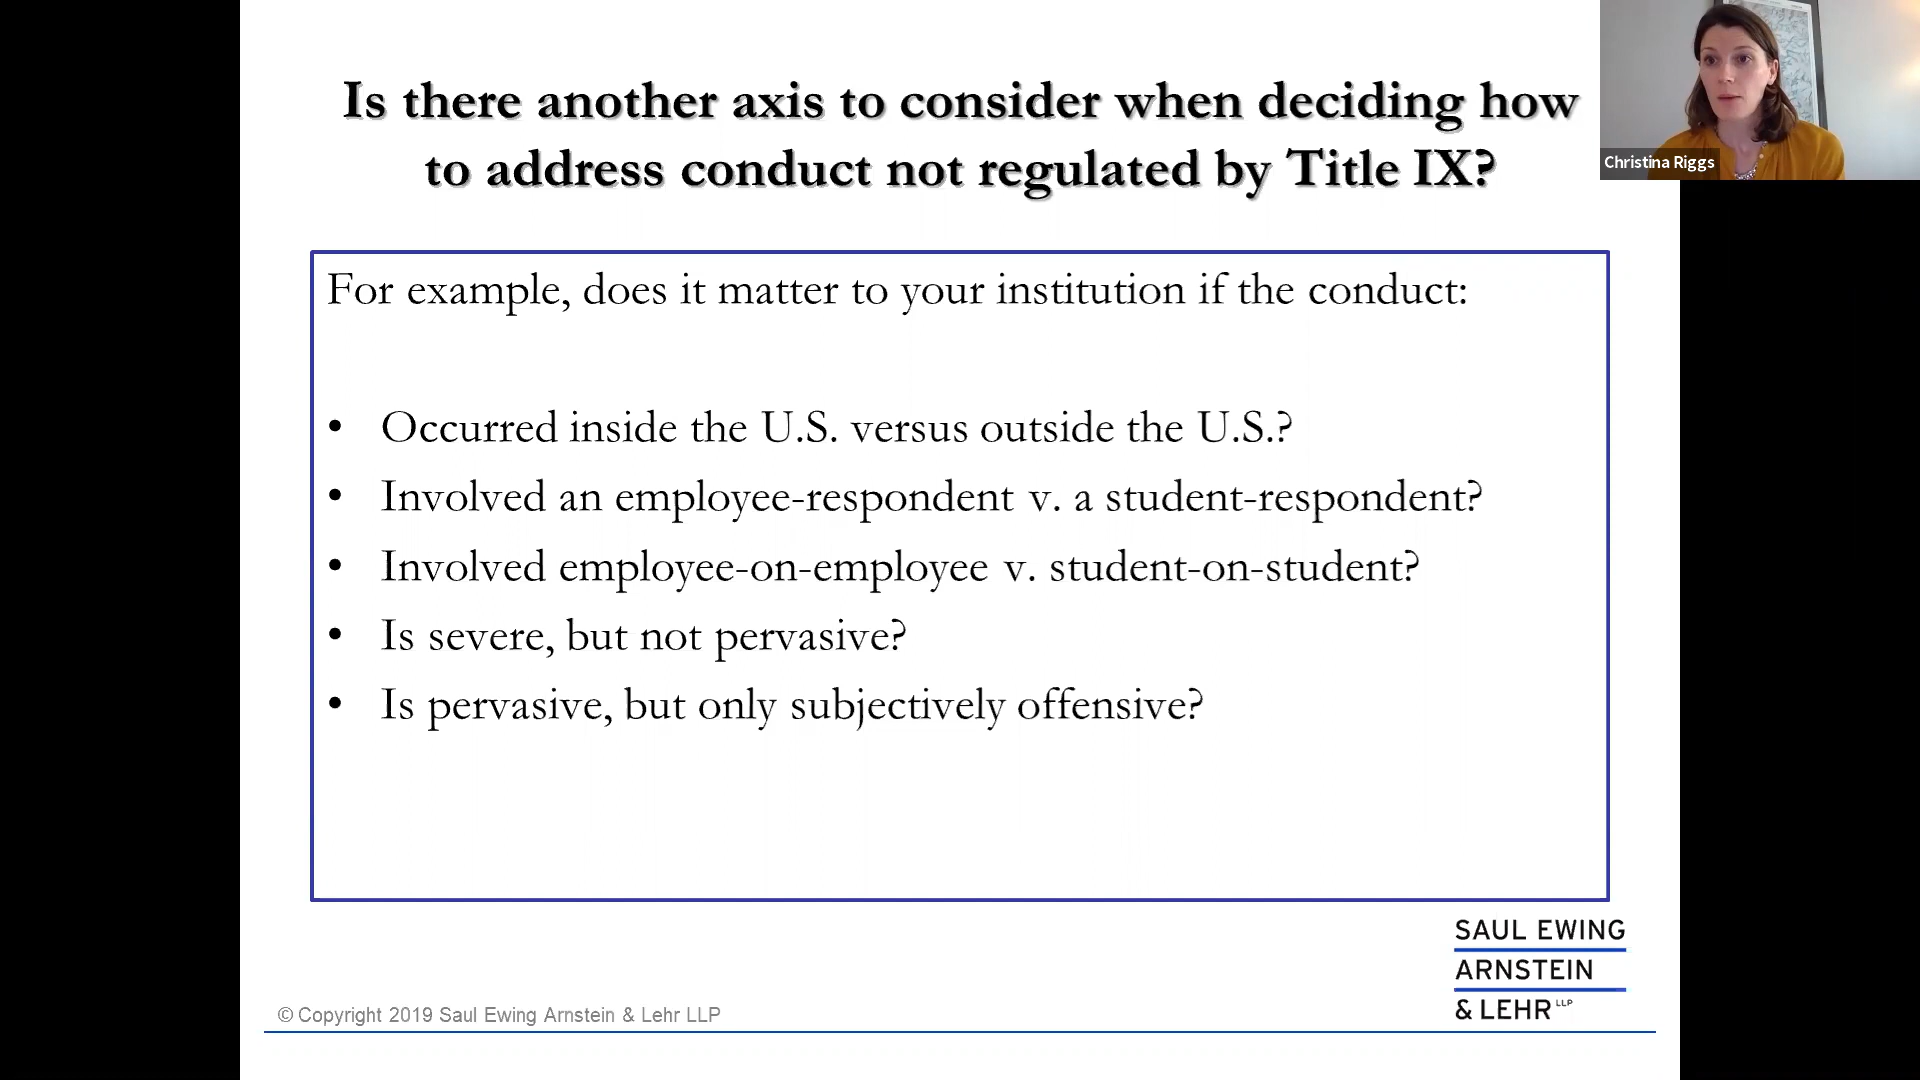 Is there another axis to consider when deciding how
to address conduct not regulated by Title IX?
Christina Riggs
For example, does it matter to your institution if the conduct:
• Occurred inside the U.S. versus outside the U.S.?
• Involved an employee-respondent v. a student-respondent?
• Involved employee-on-employee v. student-on-student?
• Is severe, but not pervasive?
• Is pervasive, but only subjectively offensive?
SAUL EWING
ARNSTEIN
& LEHR LLP
© Copyright 2019 Saul Ewing Arnstein & Lehr LLP